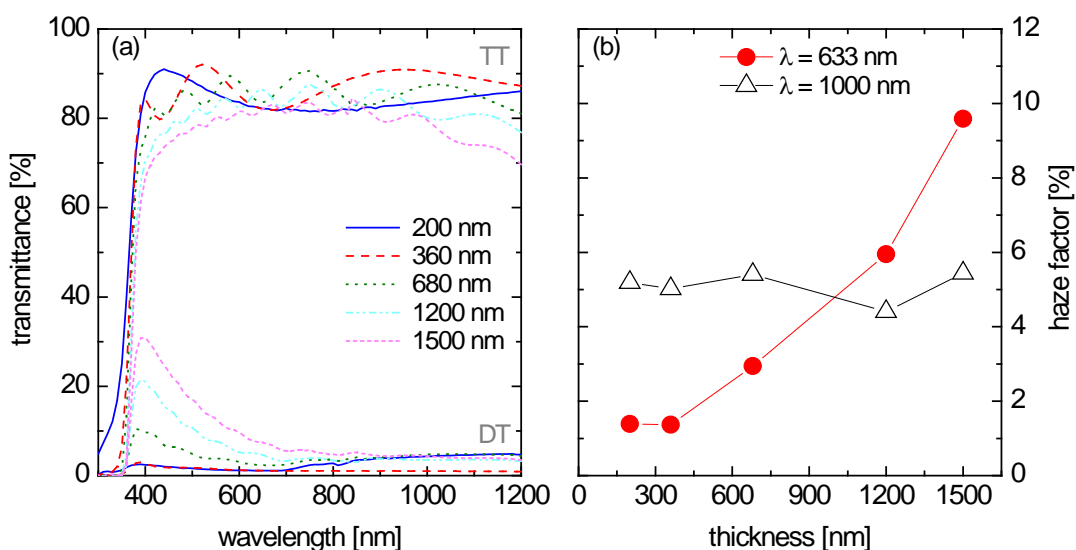 (a)
TT
200 nm
360 nm
680 nm
1200 nm
1500 nm
DT
100
80
60
40
20
0
400 600 800 1000 1200
transmittance [%]
wavelength [nm]
(b)
λ = 633 nm
λ = 1000 nm
12
10
8
6
4
2
0
0 300 600 900 1200 1500
haze factor [%]
thickness [nm]